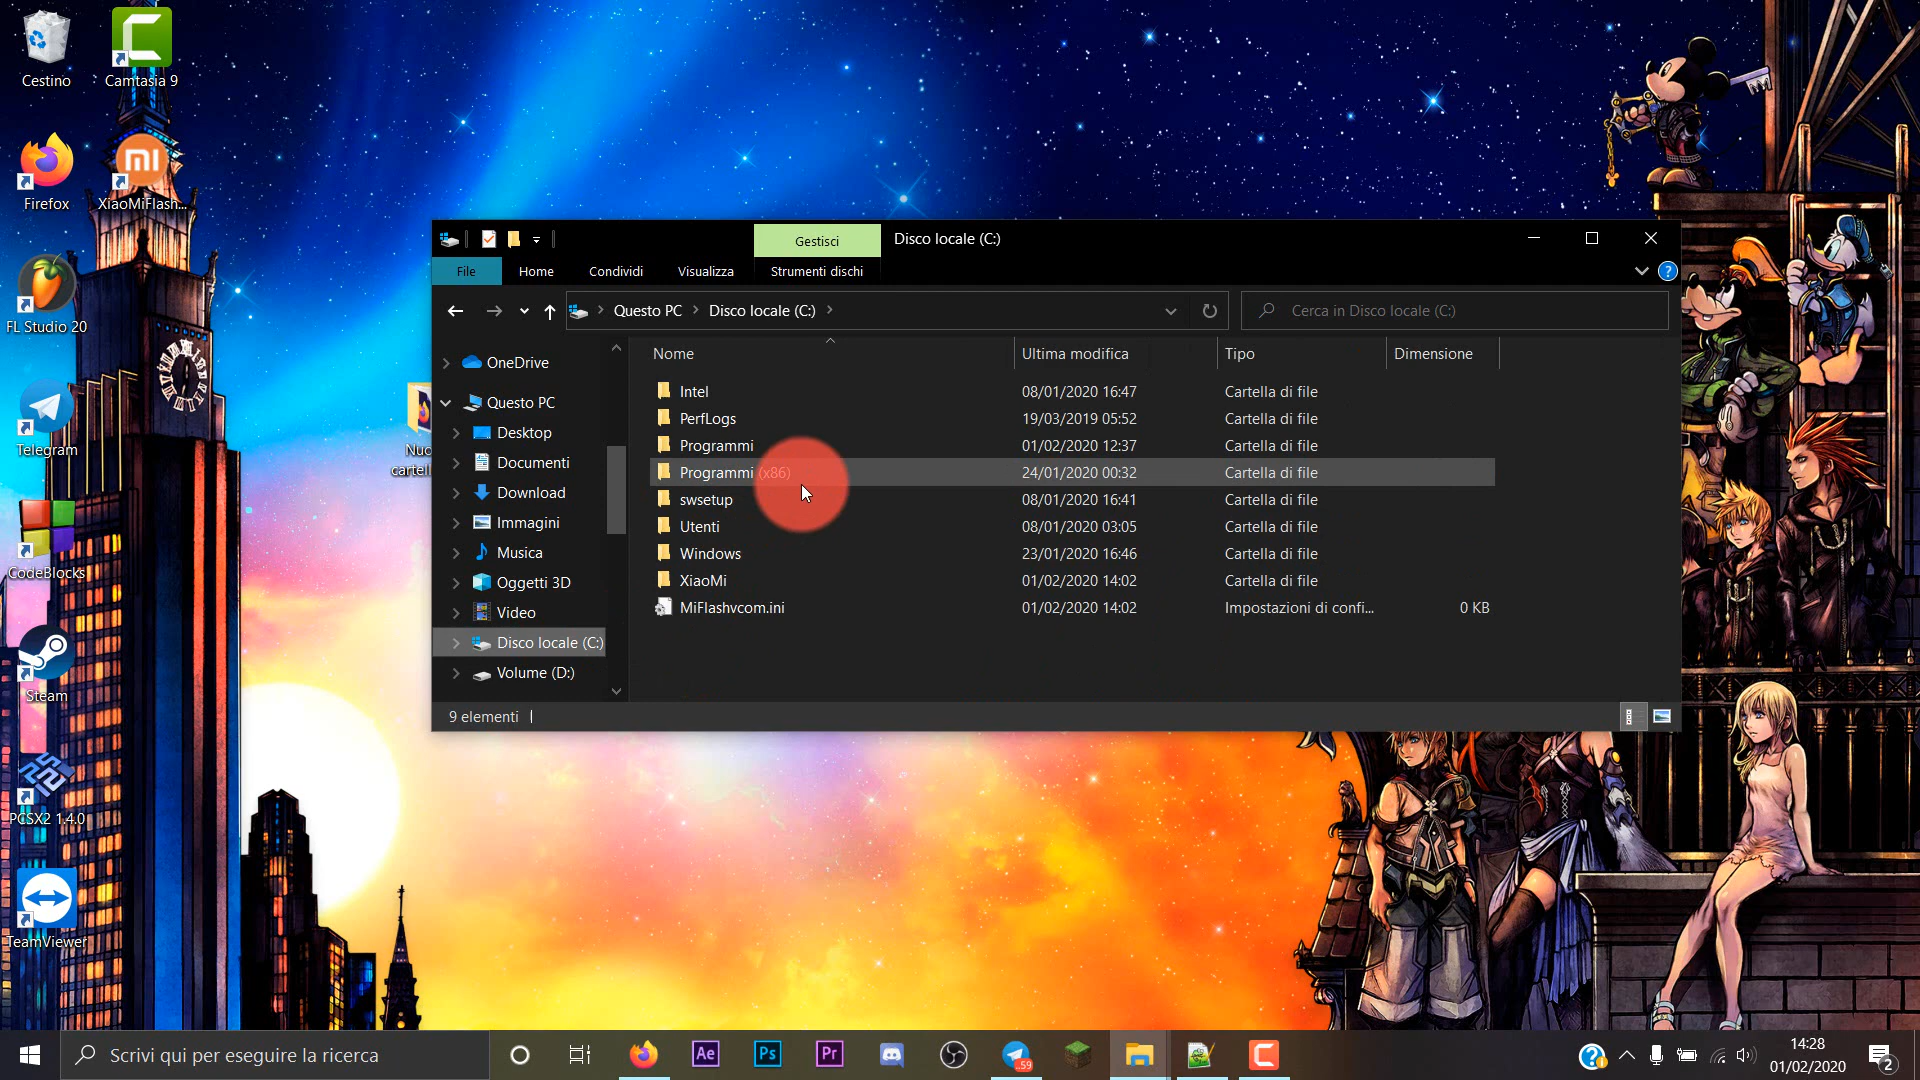 Cestino
Camtasia 9
Firefox
XiaoMiFlash...
FL Studio 20
Telegram
CodeBlocks
Steam
PCSX2 1.4.0
TeamViewer
Gestisci
Disco locale (C:)
File
Home
Condividi
Visualizza
Strumenti dischi
Questo PC
Disco locale (C:)
Cerca in Disco locale (C:)
OneDrive
Questo PC
Desktop
Documenti
Download
Immagini
Musica
Oggetti 3D
Video
Disco locale (C:)
Volume (D:)
Nome
Ultima modifica
Tipo
Dimensione
Intel 08/01/2020 16:47 Cartella di file
PerfLogs 19/03/2019 05:52 Cartella di file
Programmi 01/02/2020 12:37 Cartella di file
Programmi (x86) 24/01/2020 00:32 Cartella di file
swsetup 08/01/2020 16:41 Cartella di file
Utenti 08/01/2020 03:05 Cartella di file
Windows 23/01/2020 16:46 Cartella di file
XiaoMi 01/02/2020 14:02 Cartella di file
MiFlashvcom.ini 01/02/2020 14:02 Impostazioni di confi... 0 KB
9 elementi
Scrivi qui per eseguire la ricerca
Ae
Ps
Pr
59
14:28
01/02/2020
2